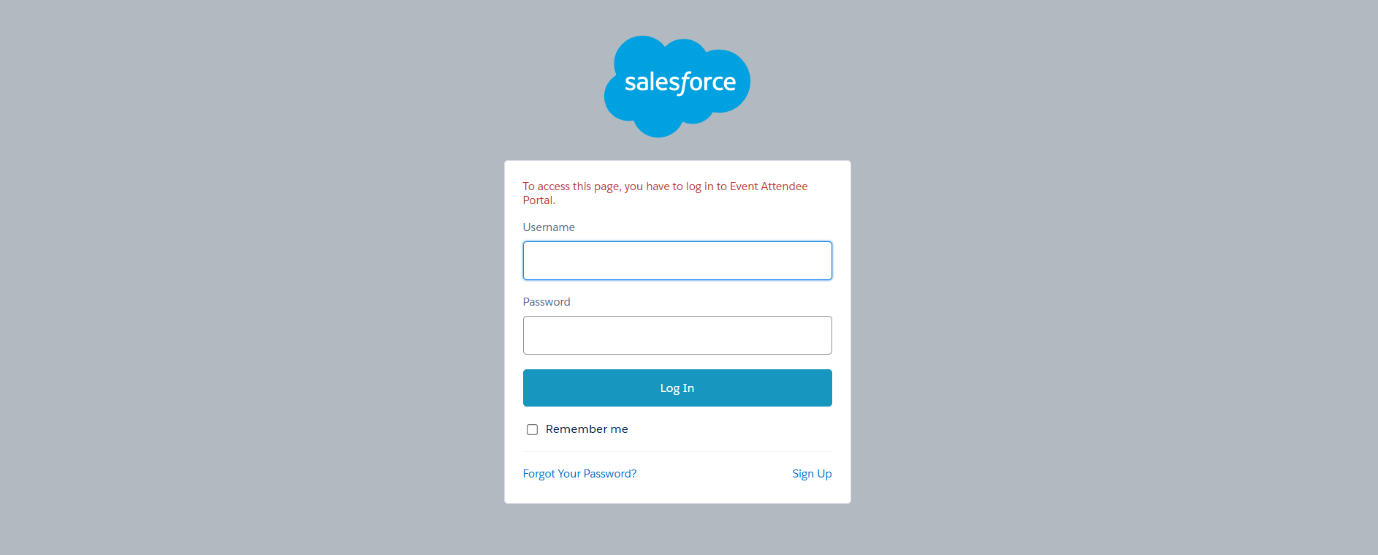 salesforce
To access this page, you have to log in to Event Attendee
Portal.
Username
Password
Log In
Remember me
Forgot Your Password?
Sign Up